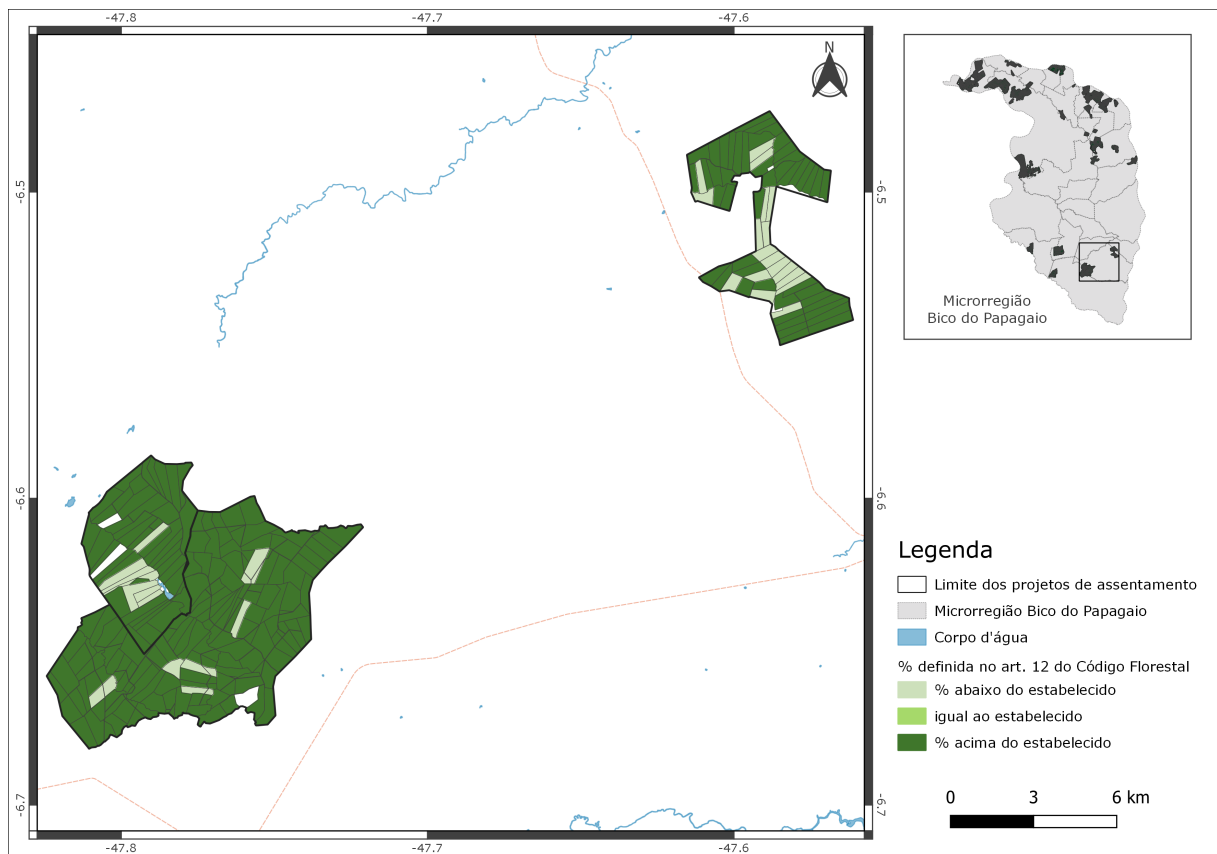 -47.8
-47.7
-47.6
-6.5
-6.5
-6.6
-6.6
-6.7
-6.7
-47.8
-47.7
-47.6
N
Microrregião
Bico do Papagaio
Legenda
Limite dos projetos de assentamento
Microrregião Bico do Papagaio
Corpo d'água
% definida no art. 12 do Código Florestal
% abaixo do estabelecido
igual ao estabelecido
% acima do estabelecido
0 3 6 km